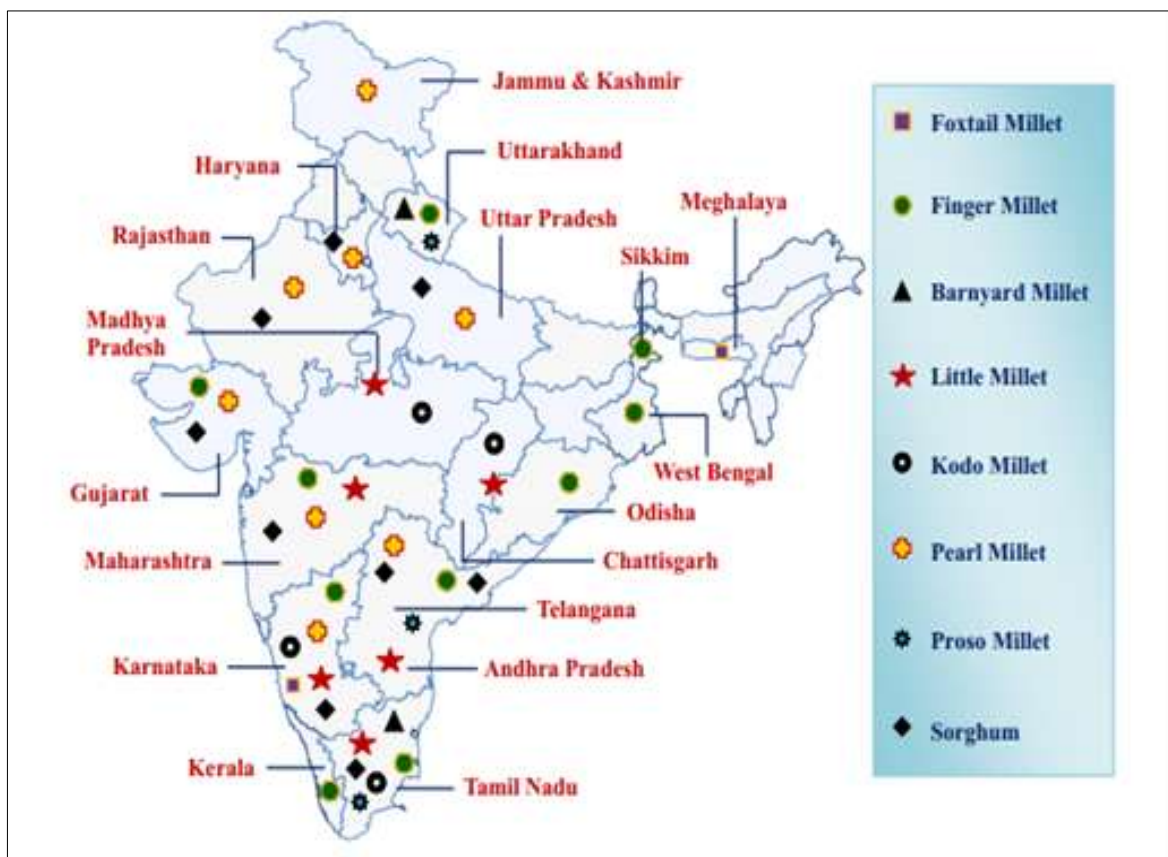 Jammu & Kashmir
Uttarakhand
Haryana
Meghalaya
Uttar Pradesh
Rajasthan
Sikkim
Madhya
Pradesh
West Bengal
Gujarat
Odisha
Maharashtra
Chattisgarh
Telangana
Karnataka
Andhra Pradesh
Kerala
Tamil Nadu
Foxtail Millet
Finger Millet
Barnyard Millet
Little Millet
Kodo Millet
Pearl Millet
Proso Millet
Sorghum